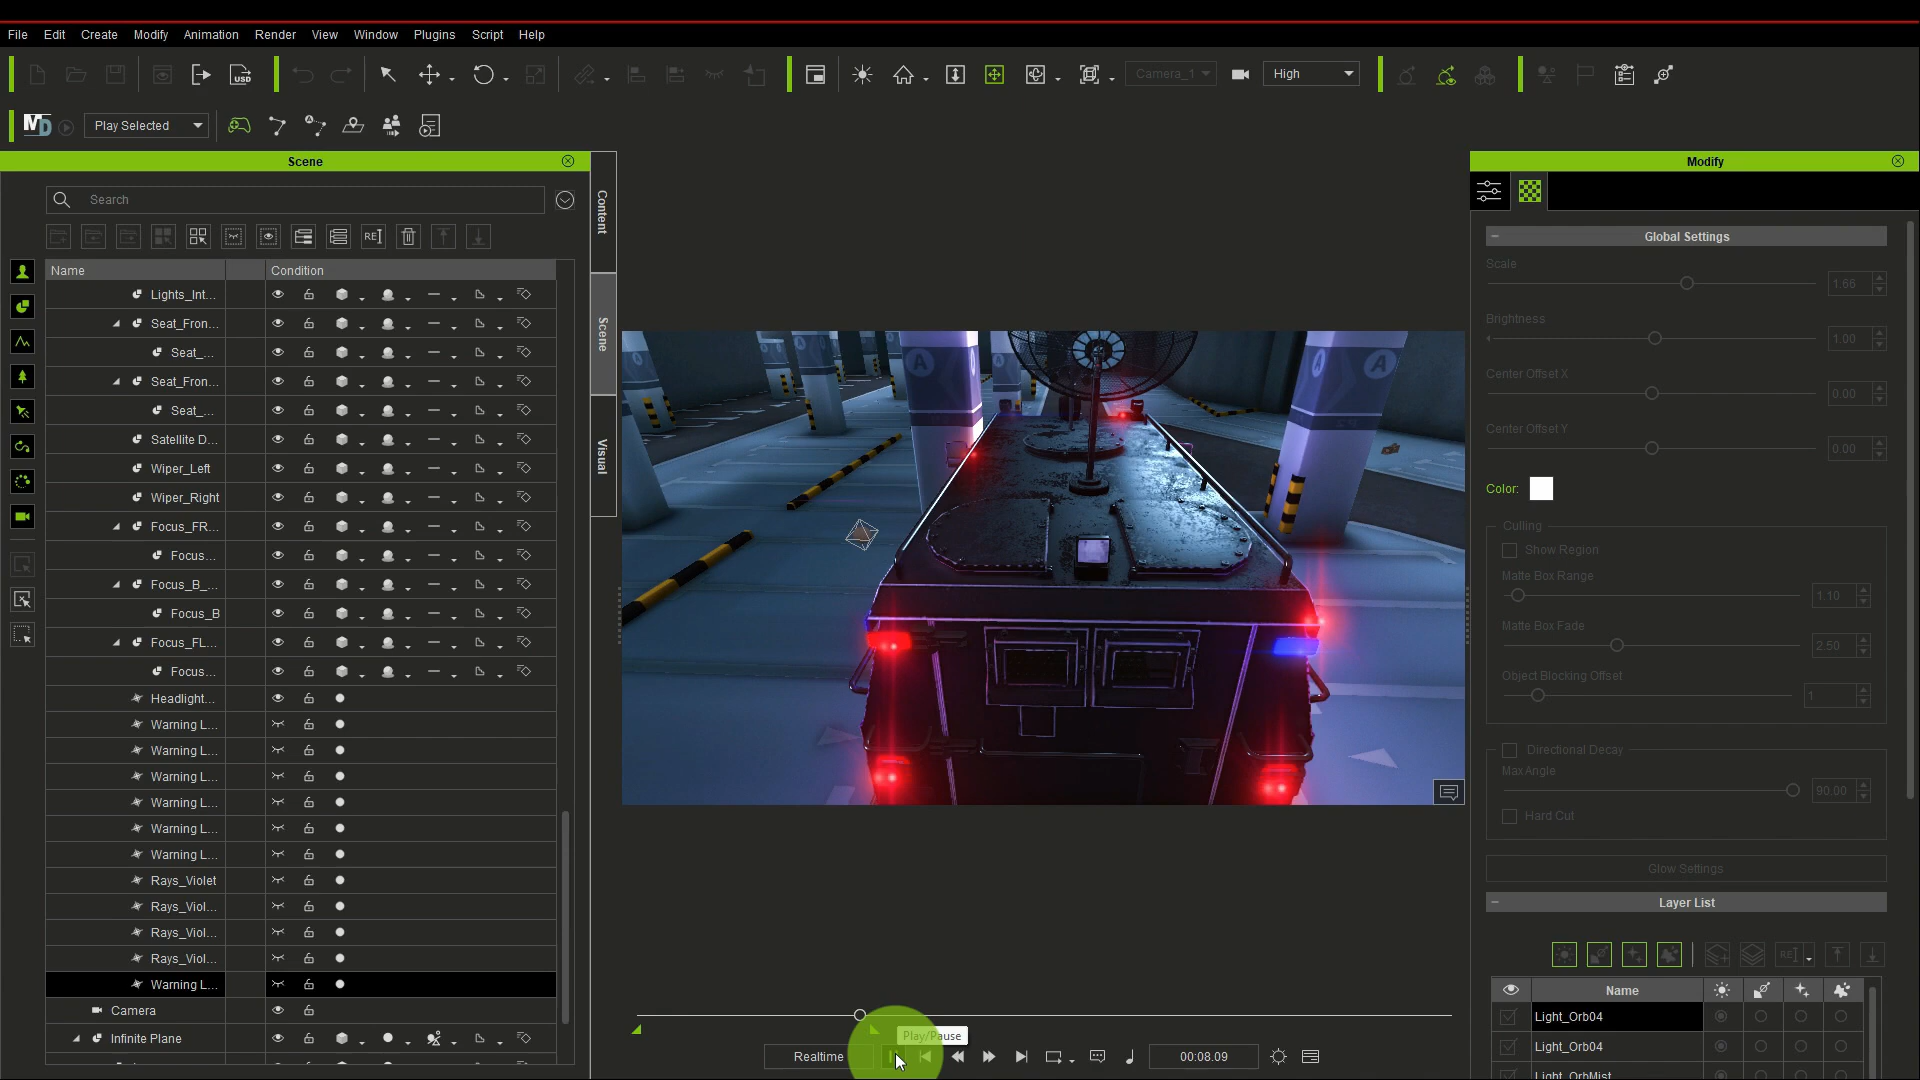 File Edit Create Modify Animation Render View Window Plugins Script Help
USD
Camera_1
High
MD
Play Selected
Scene
Search
RE
Name Condition
Lights_Int...
Seat_Fron...
Seat_...
Seat_Fron...
Seat_...
Satellite D...
Wiper_Left
Wiper_Right
Focus_FR...
Focus...
Focus_B_...
Focus_B
Focus_FL...
Focus...
Headlight...
Warning L...
Warning L...
Warning L...
Warning L...
Warning L...
Warning L...
Rays_Violet
Rays_Viol...
Rays_Viol...
Rays_Viol...
Warning L...
Camera
Infinite Plane
Content
Scene
Visual
A
A
Play/Pause
Realtime
00:08.09
Modify
Global Settings
Scale
1.66
Brightness
1.00
Center Offset X
0.00
Center Offset Y
0.00
Color:
Culling
Show Region
Matte Box Range
1.10
Matte Box Fade
2.50
Object Blocking Offset
1
Directional Decay
Max Angle
90.00
Hard Cut
Glow Settings
Layer List
RE
Name
Light_Orb04
Light_Orb04
Light_OrbMist